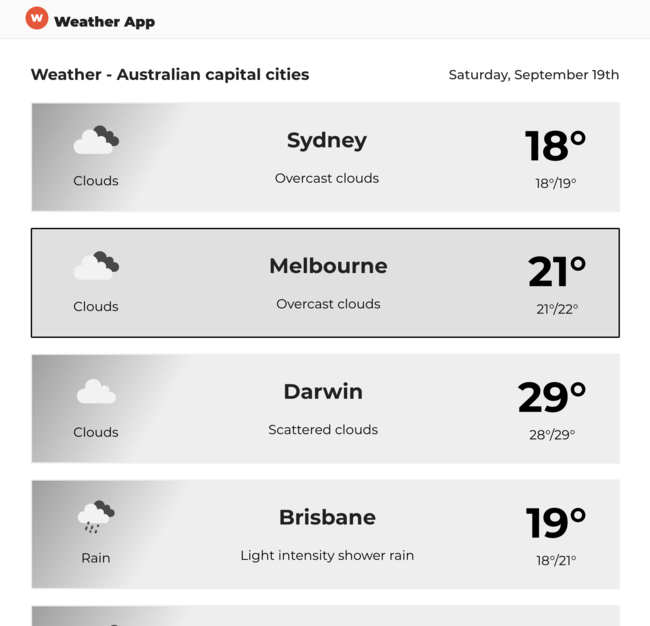 W Weather App
Weather - Australian capital cities
Saturday, September 19th
Sydney
18°
Clouds
Overcast clouds
18°/19°
Melbourne
21°
Clouds
Overcast clouds
21°/22°
Darwin
29°
Clouds
Scattered clouds
28°/29°
Brisbane
19°
Rain
Light intensity shower rain
18°/21°